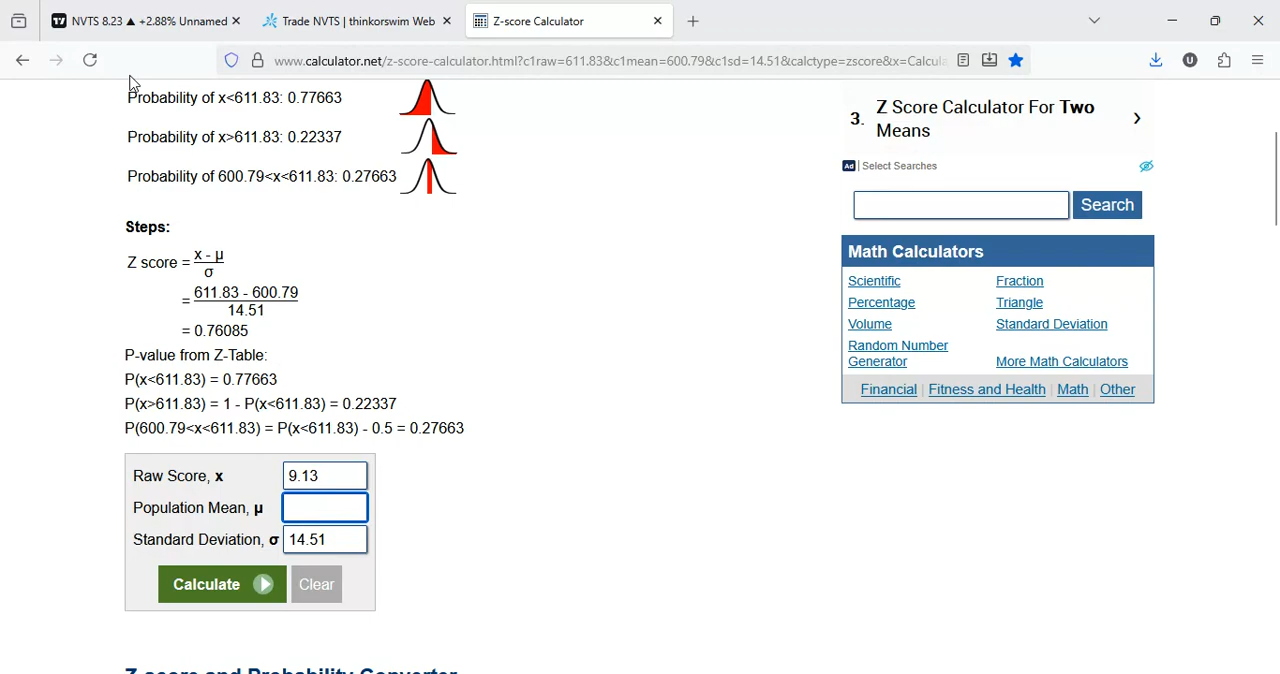 NVTS 8.23 ▲ +2.88% Unnamed
Trade NVTS | thinkorswim Web
Z-score Calculator
www.calculator.net/z-score-calculator.html?c1raw=611.83&c1mean=600.79&c1sd=14.51&calctype=zscore&x=Calcula
Probability of x<611.83: 0.77663
Probability of x>611.83: 0.22337
Probability of 600.79<x<611.83: 0.27663
Steps:
Z score = x - μ
σ
= 611.83 - 600.79
14.51
= 0.76085
P-value from Z-Table:
P(x<611.83) = 0.77663
P(x>611.83) = 1 - P(x<611.83) = 0.22337
P(600.79<x<611.83) = P(x<611.83) - 0.5 = 0.27663
Raw Score, x 9.13
Population Mean, μ
Standard Deviation, σ 14.51
Calculate Clear
Z-score and Probability Converter
3. Z Score Calculator For Two
Means
Ad | Select Searches
Search
Math Calculators
Scientific Fraction
Percentage Triangle
Volume Standard Deviation
Random Number
Generator More Math Calculators
Financial | Fitness and Health | Math | Other